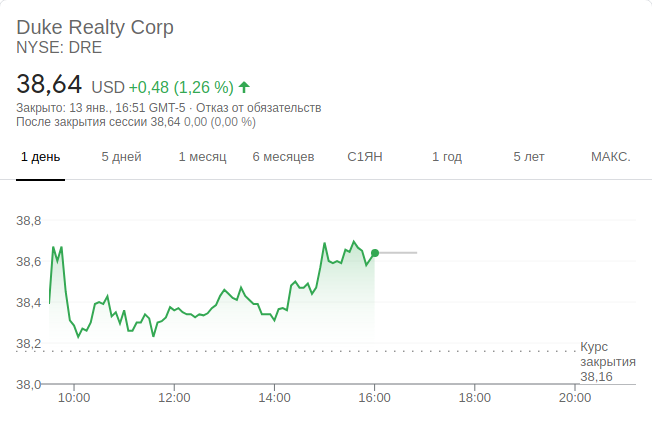 Duke Realty Corp
NYSE: DRE
38,64 USD +0,48 (1,26 %)
Закрыто: 13 янв., 16:51 GMT-5 · Отказ от обязательств
После закрытия сессии 38,64 0,00 (0,00 %)
1 день 5 дней 1 месяц 6 месяцев С1ЯН 1 год 5 лет МАКС.
38,8
38,6
38,4
38,2
Курс
закрытия
38,16
38,0
10:00 12:00 14:00 16:00 18:00 20:00